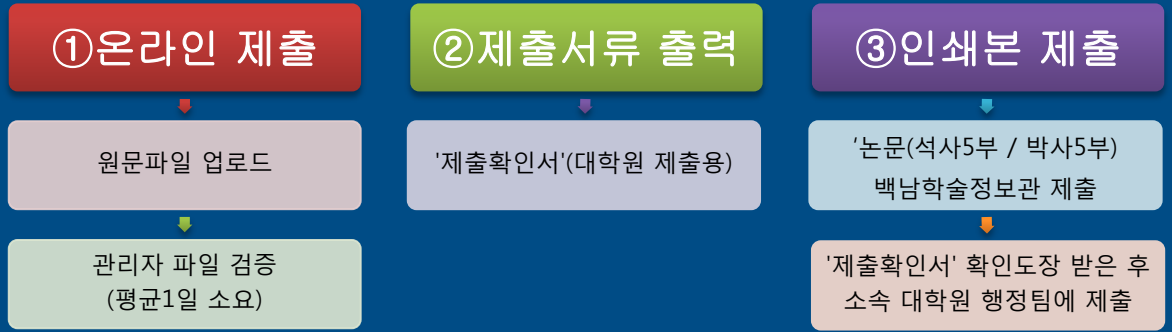 ①온라인 제출
원문파일 업로드
관리자 파일 검증
(평균1일 소요)
②제출서류 출력
'제출확인서'(대학원 제출용)
③인쇄본 제출
‘논문(석사5부 / 박사5부)
백남학술정보관 제출
'제출확인서' 확인도장 받은 후
소속 대학원 행정팀에 제출